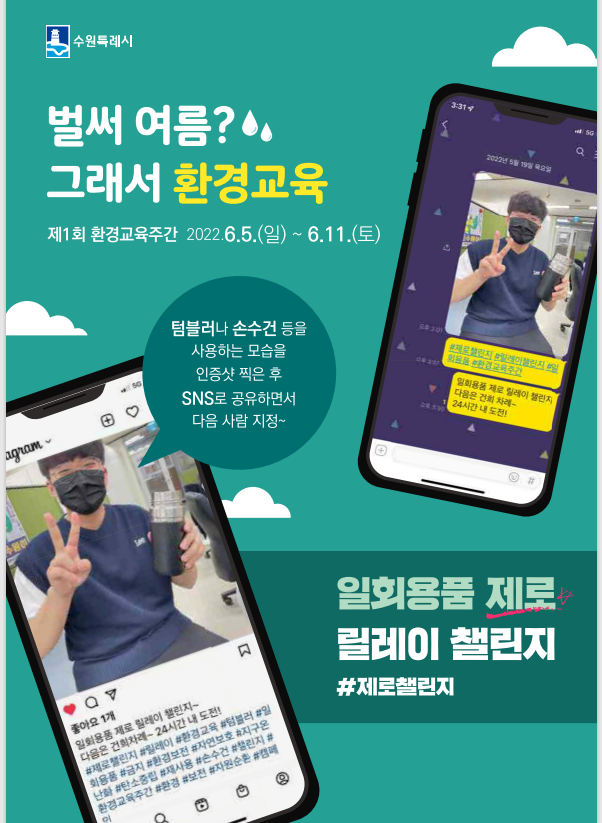 수원특례시
벌써 여름?
그래서 환경교육
제1회 환경교육주간 2022.6.5.(일) ~ 6.11.(토)
3:31
5G
2022년 5월 19일 목요일
#제로챌린지 #릴레이챌린지 #일
회용품 #환경교육주간
일회용품 제로 릴레이 챌린지
다음은 건희 차례~
24시간 내 도전!
#
텀블러나 손수건 등을
사용하는 모습을
인증샷 찍은 후
SNS로 공유하면서
다음 사람 지정~
5G
agram
좋아요 1개
일회용품 제로 릴레이 챌린지~
다음은 건희차례~ 24시간 내 도전!
#제로챌린지 #릴레이 #환경교육 #텀블러 #일
회용품 #금지 #환경보전 #자연보호 #지구온
난화 #탄소중립 #재사용 #손수건 #챌린지 #
환경교육주간 #환경 #보전 #자원순환 #캠페
인
일회용품 제로
릴레이 챌린지
#제로챌린지